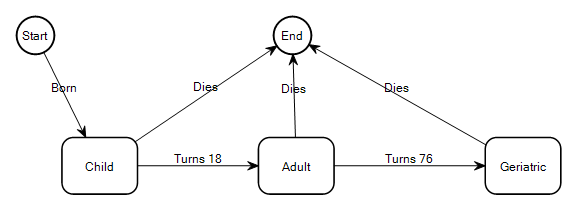 Start
End
Born
Dies
Dies
Dies
Child
Turns 18
Adult
Turns 76
Geriatric